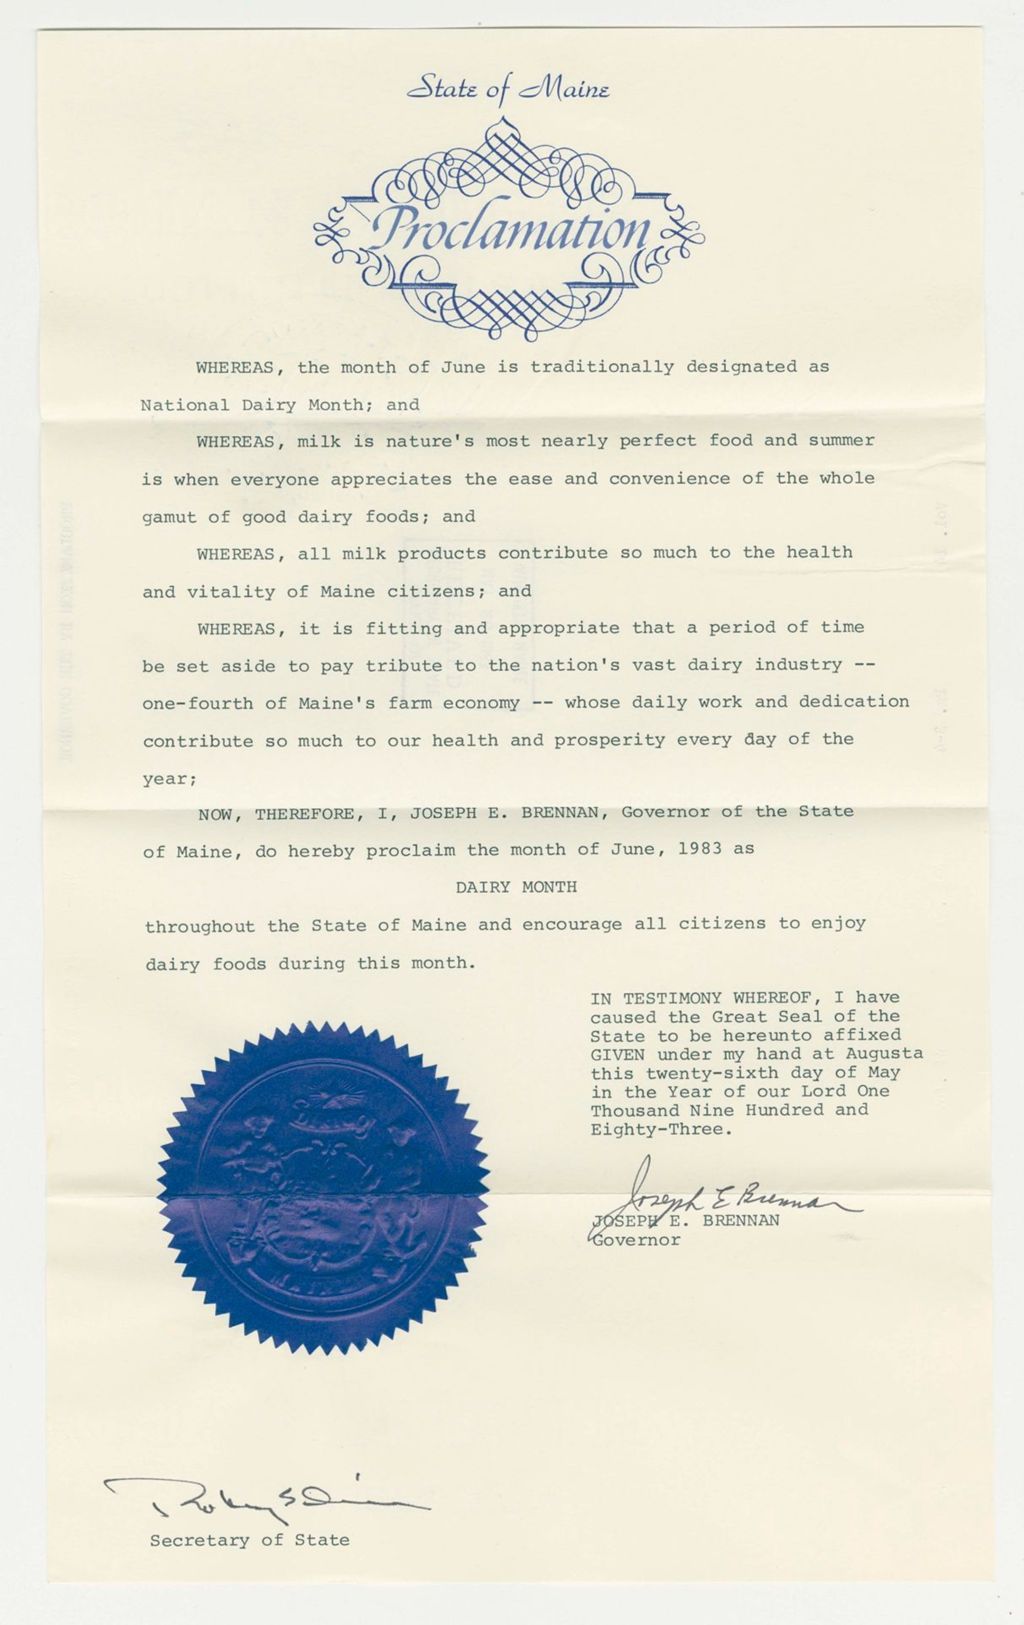 State of Maine
Proclamation
WHEREAS, the month of June is traditionally designated as
National Dairy Month; and
WHEREAS, milk is nature's most nearly perfect food and summer
is when everyone appreciates the ease and convenience of the whole
gamut of good dairy foods; and
WHEREAS, all milk products contribute so much to the health
and vitality of Maine citizens; and
WHEREAS, it is fitting and appropriate that a period of time
be set aside to pay tribute to the nation's vast dairy industry --
one-fourth of Maine's farm economy -- whose daily work and dedication
contribute so much to our health and prosperity every day of the
year;
NOW, THEREFORE, I, JOSEPH E. BRENNAN, Governor of the State
of Maine, do hereby proclaim the month of June, 1983 as
DAIRY MONTH
throughout the State of Maine and encourage all citizens to enjoy
dairy foods during this month.
IN TESTIMONY WHEREOF, I have
caused the Great Seal of the
State to be hereunto affixed
GIVEN under my hand at Augusta
this twenty-sixth day of May
in the Year of our Lord One
Thousand Nine Hundred and
Eighty-Three.
Joseph E Brennan
JOSEPH E. BRENNAN
Governor
MAINE
Secretary of State